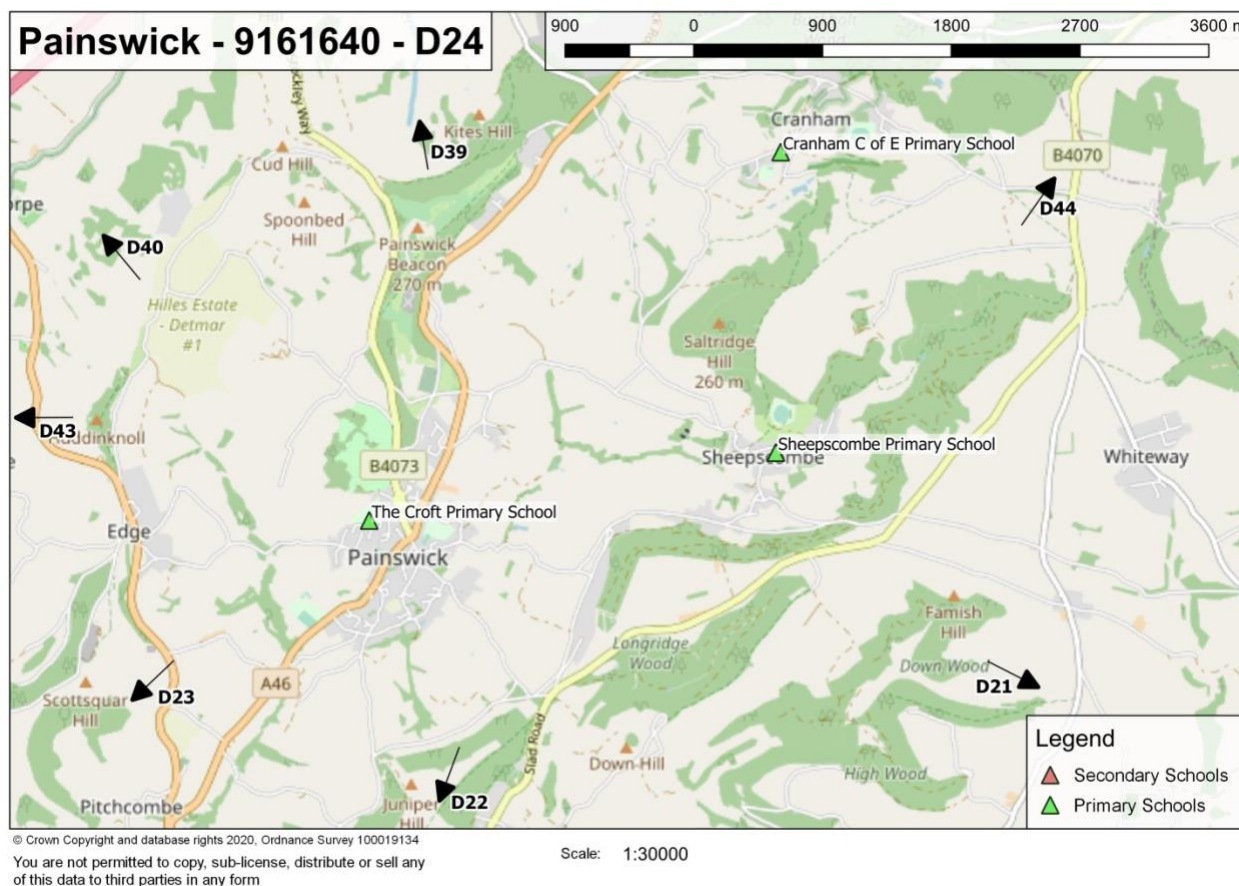 Painswick - 9161640 - D24
900 0 900 1800 2700 3600 m
Kites Hill
Cud Hill
D39
Cranham
Cranham C of E Primary School
B4070
D44
Spoonbed
Hill
Painswick
Beacon
270 m
D40
Hilles Estate
- Detmar
#1
Saltridge
Hill
260 m
D43
Sheepscombe Primary School
Sheepscombe
Whiteway
B4073
Edge
The Croft Primary School
Painswick
Famish
Hill
Longridge
Wood
Down Wood
D21
Scottsquar
Hill
D23
A46
Slad Road
Down Hill
High Wood
Juniper
Hill
D22
Pitchcombe
Legend
Secondary Schools
Primary Schools
© Crown Copyright and database rights 2020, Ordnance Survey 100019134
You are not permitted to copy, sub-license, distribute or sell any
of this data to third parties in any form
Scale: 1:30000